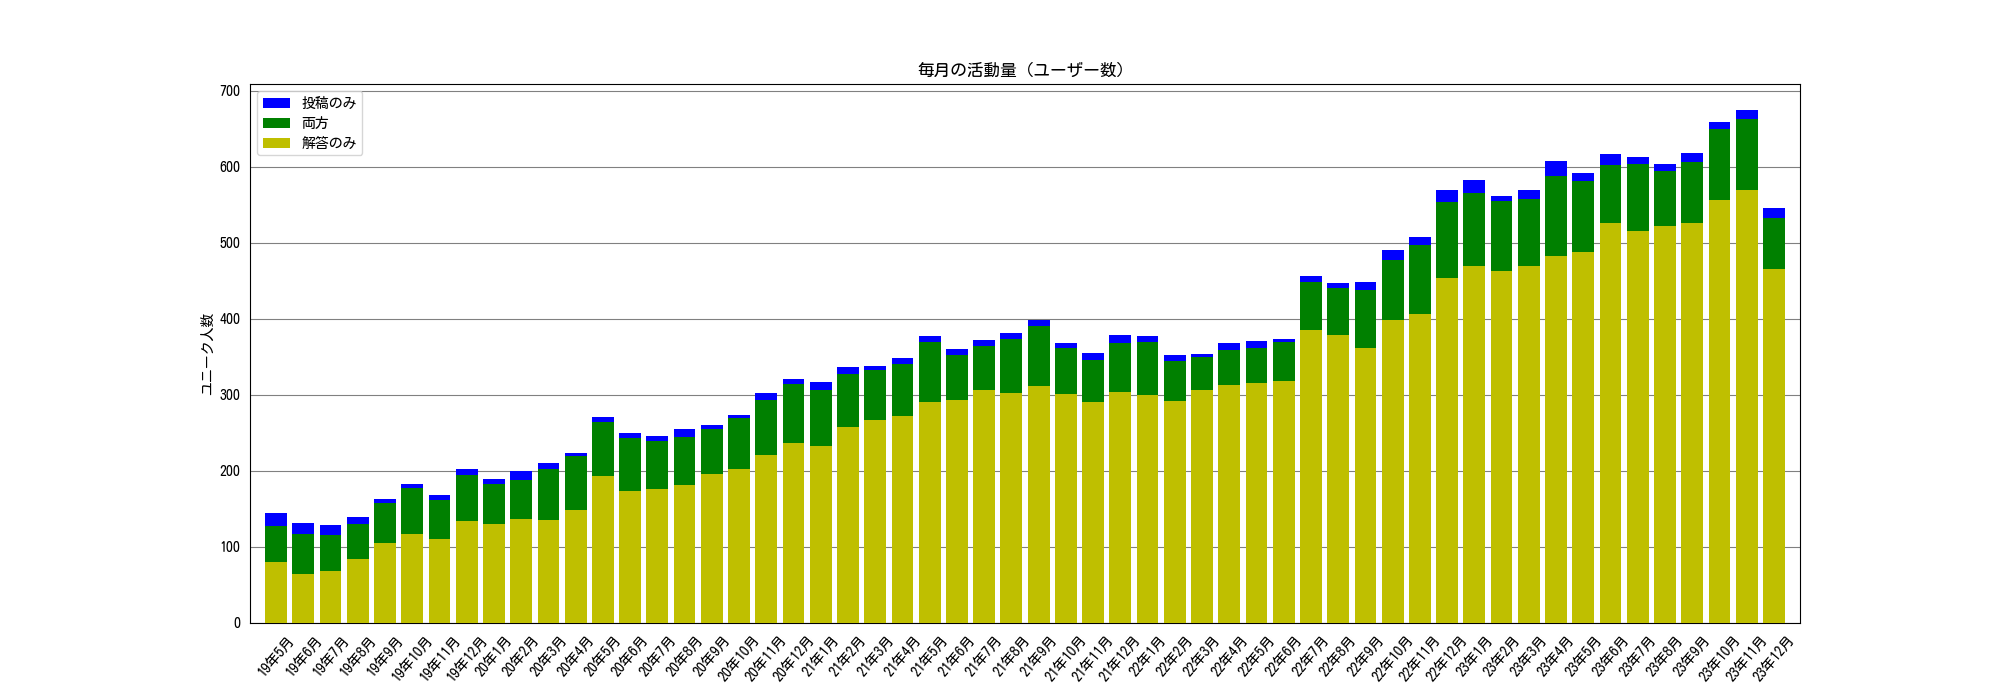 毎月の活動量（ユーザー数）
投稿のみ
両方
解答のみ
ユニーク人数
700
600
500
400
300
200
100
0
19年5月
19年6月
19年7月
19年8月
19年9月
19年10月
19年11月
19年12月
20年1月
20年2月
20年3月
20年4月
20年5月
20年6月
20年7月
20年8月
20年9月
20年10月
20年11月
20年12月
21年1月
21年2月
21年3月
21年4月
21年5月
21年6月
21年7月
21年8月
21年9月
21年10月
21年11月
21年12月
22年1月
22年2月
22年3月
22年4月
22年5月
22年6月
22年7月
22年8月
22年9月
22年10月
22年11月
22年12月
23年1月
23年2月
23年3月
23年4月
23年5月
23年6月
23年7月
23年8月
23年9月
23年10月
23年11月
23年12月